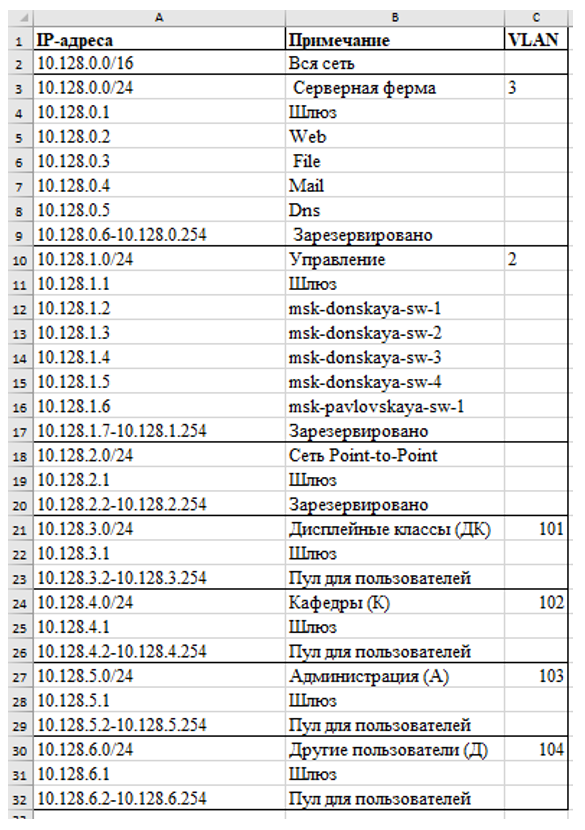 A B C
1 IP-адреса Примечание VLAN
2 10.128.0.0/16 Вся сеть
3 10.128.0.0/24 Серверная ферма 3
4 10.128.0.1 Шлюз
5 10.128.0.2 Web
6 10.128.0.3 File
7 10.128.0.4 Mail
8 10.128.0.5 Dns
9 10.128.0.6-10.128.0.254 Зарезервировано
10 10.128.1.0/24 Управление 2
11 10.128.1.1 Шлюз
12 10.128.1.2 msk-donskaya-sw-1
13 10.128.1.3 msk-donskaya-sw-2
14 10.128.1.4 msk-donskaya-sw-3
15 10.128.1.5 msk-donskaya-sw-4
16 10.128.1.6 msk-pavlovskaya-sw-1
17 10.128.1.7-10.128.1.254 Зарезервировано
18 10.128.2.0/24 Сеть Point-to-Point
19 10.128.2.1 Шлюз
20 10.128.2.2-10.128.2.254 Зарезервировано
21 10.128.3.0/24 Дисплейные классы (ДК) 101
22 10.128.3.1 Шлюз
23 10.128.3.2-10.128.3.254 Пул для пользователей
24 10.128.4.0/24 Кафедры (К) 102
25 10.128.4.1 Шлюз
26 10.128.4.2-10.128.4.254 Пул для пользователей
27 10.128.5.0/24 Администрация (А) 103
28 10.128.5.1 Шлюз
29 10.128.5.2-10.128.5.254 Пул для пользователей
30 10.128.6.0/24 Другие пользователи (Д) 104
31 10.128.6.1 Шлюз
32 10.128.6.2-10.128.6.254 Пул для пользователей